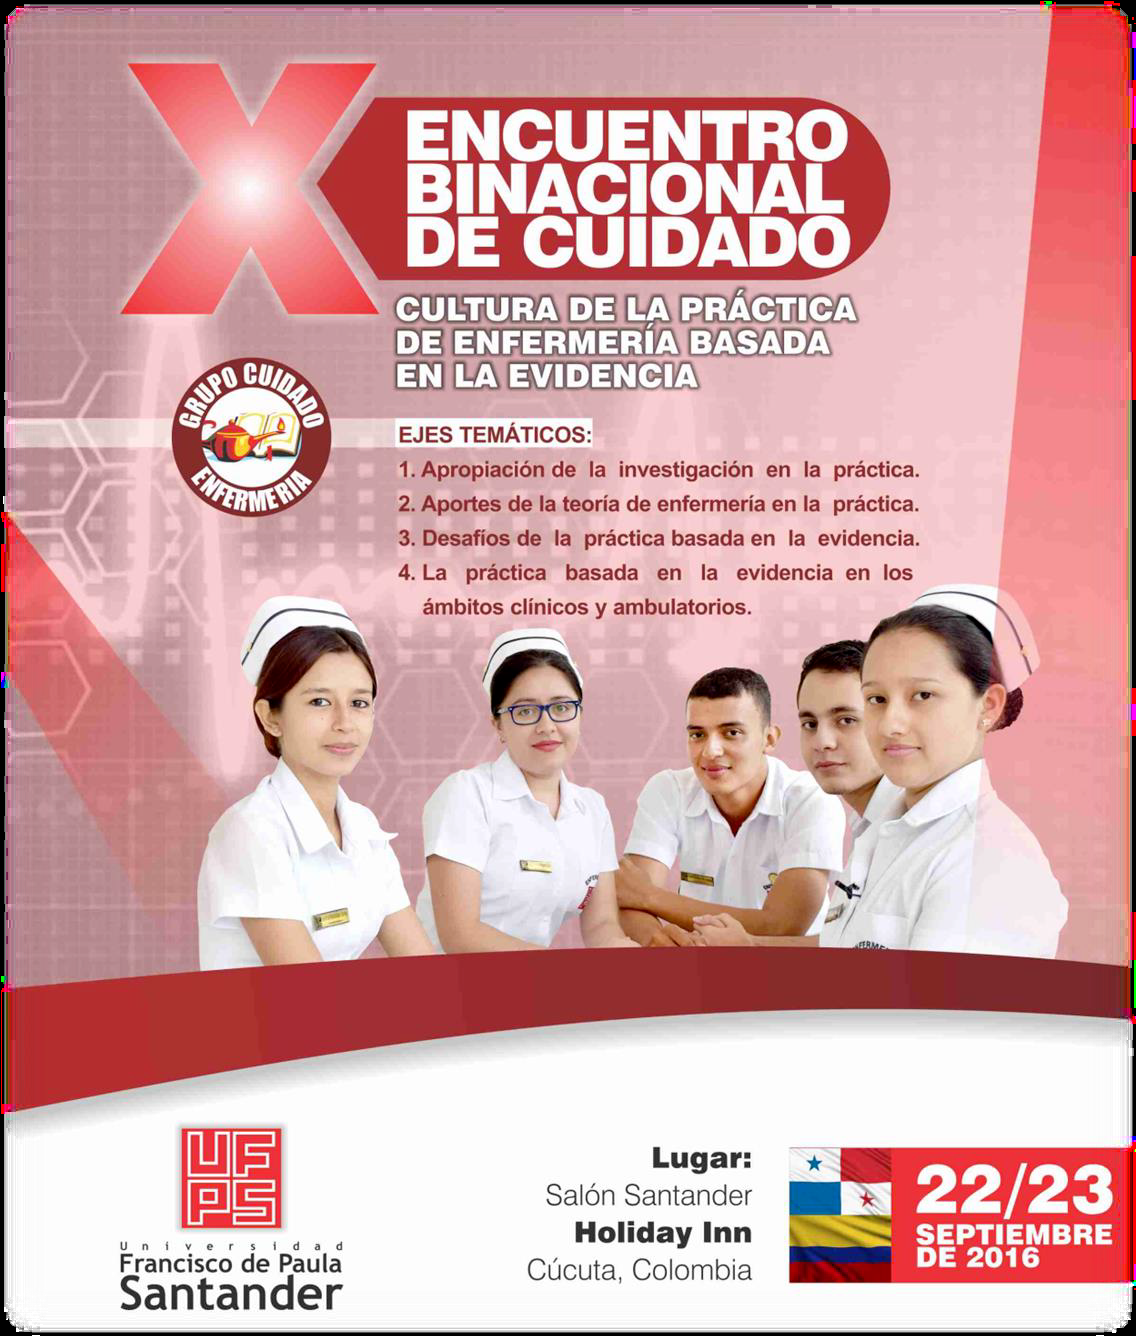 X
ENCUENTRO
BINACIONAL
DE CUIDADO
CULTURA DE LA PRÁCTICA
DE ENFERMERÍA BASADA
EN LA EVIDENCIA
GRUPO CUIDADO
ENFERMERIA
EJES TEMÁTICOS:
1. Apropiación de la investigación en la práctica.
2. Aportes de la teoría de enfermería en la práctica.
3. Desafíos de la práctica basada en la evidencia.
4. La práctica basada en la evidencia en los
ámbitos clínicos y ambulatorios.
UF
PS
Universidad
Francisco de Paula
Santander
Lugar:
Salón Santander
Holiday Inn
Cúcuta, Colombia
22/23
SEPTIEMBRE
DE 2016